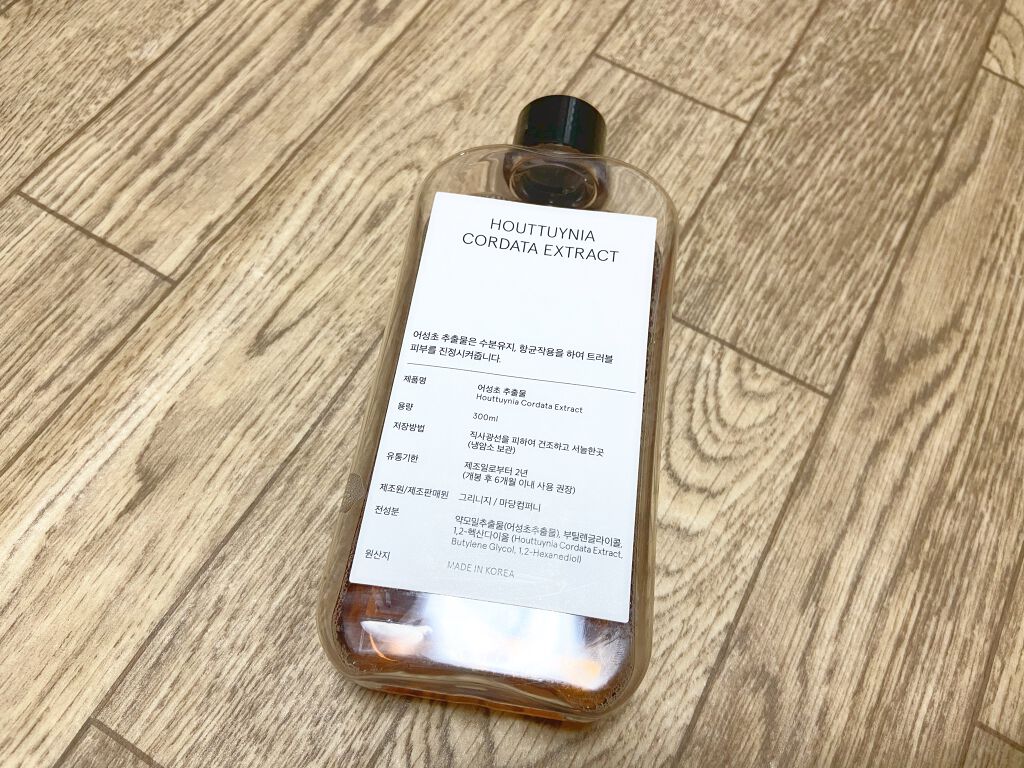 HOUTTUYNIA
CORDATA EXTRACT
어성초 추출물은 수분유지, 항균작용을 하여 트러블
피부를 진정시켜줍니다.
제품명 어성초 추출물
Houttuynia Cordata Extract
용량 300ml
저장방법 직사광선을 피하여 건조하고 서늘한곳
(냉암소 보관)
유통기한 제조일로부터 2년
(개봉 후 6개월 이내 사용 권장)
제조원/제조판매원 그리니지 / 마당컴퍼니
전성분 약모밀추출물(어성초추출물), 부틸렌글라이콜,
1,2-헥산다이올 (Houttuynia Cordata Extract,
Butylene Glycol, 1,2-Hexanediol)
원산지 MADE IN KOREA